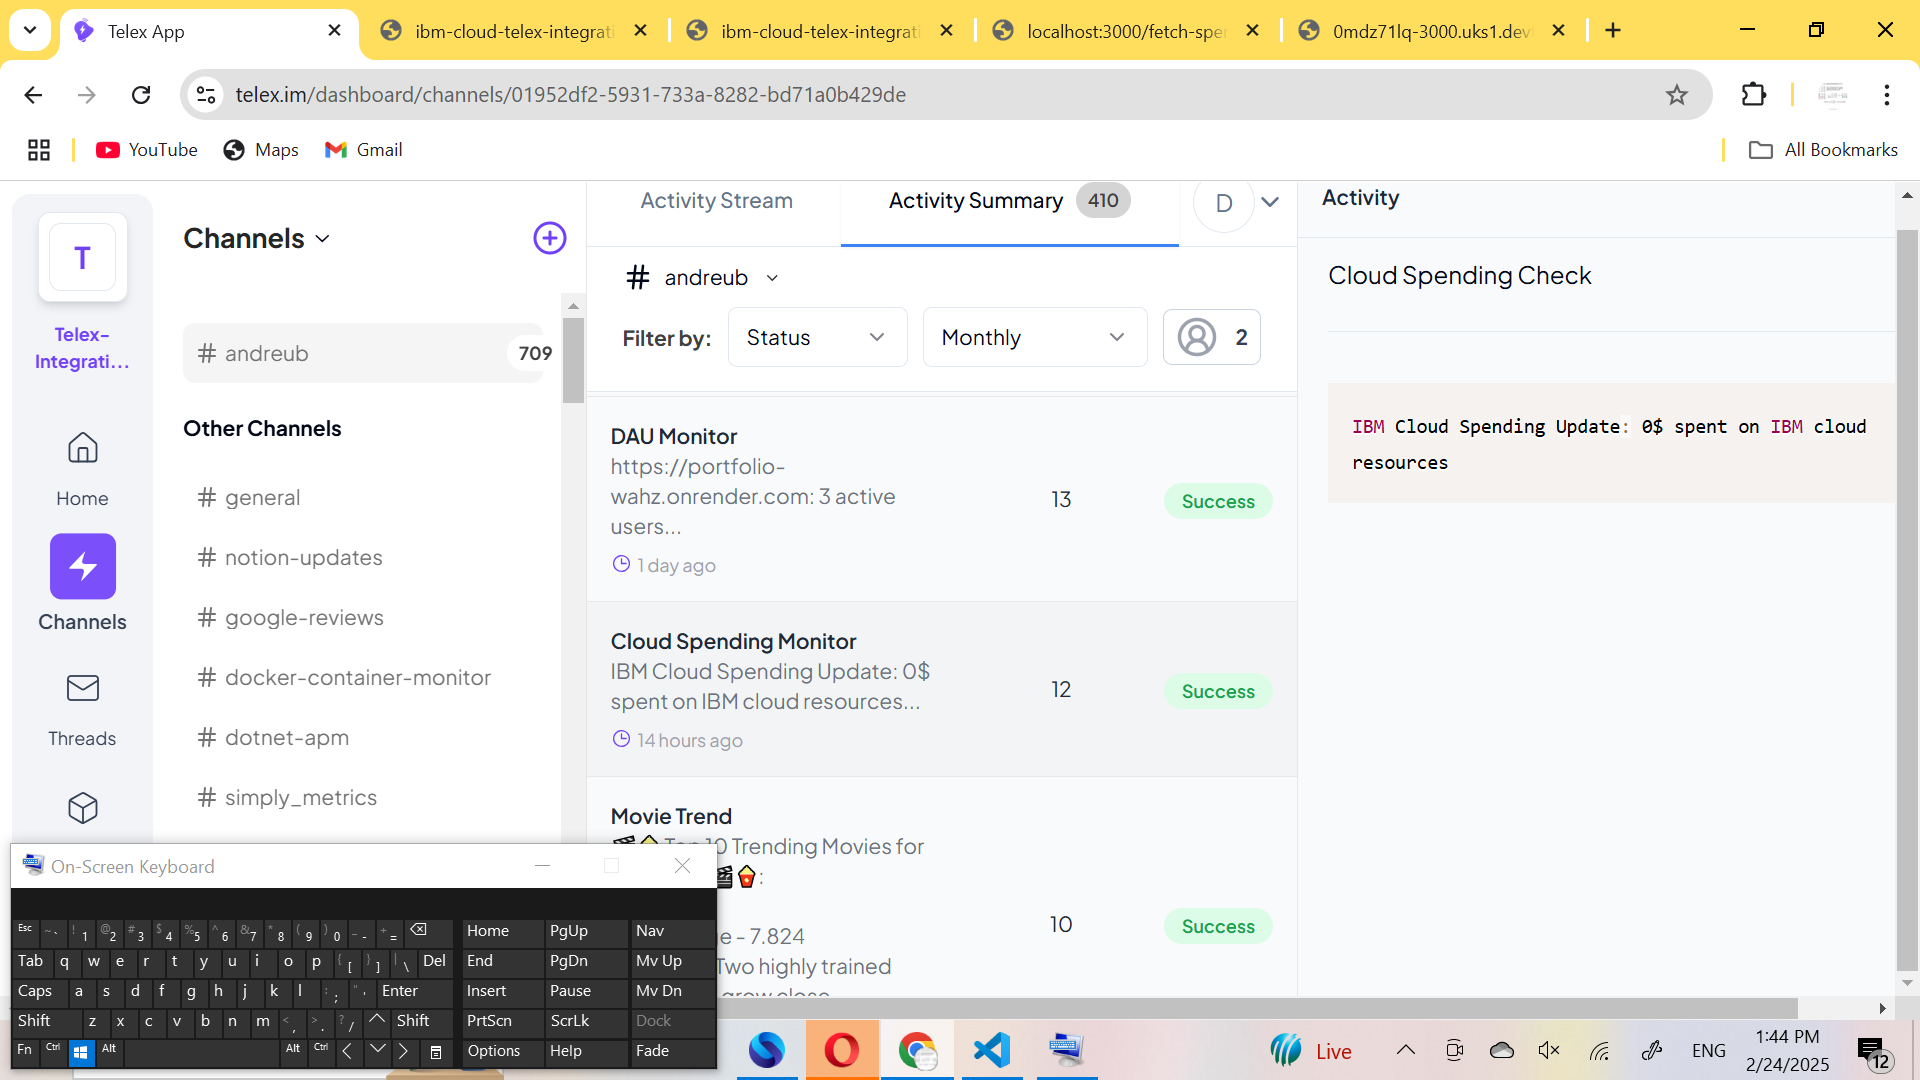 Telex App
ibm-cloud-telex-integrati
ibm-cloud-telex-integrati
localhost:3000/fetch-spe
0mdz71lq-3000.uks1.dev
telex.im/dashboard/channels/01952df2-5931-733a-8282-bd71a0b429de
YouTube
Maps
Gmail
All Bookmarks
T
Telex-
Integrati...
Home
Channels
Threads
Channels
# andreub
709
Other Channels
# general
# notion-updates
# google-reviews
# docker-container-monitor
# dotnet-apm
# simply_metrics
Activity Stream
Activity Summary 410
D
# andreub
Filter by:
Status
Monthly
2
DAU Monitor
https://portfolio-
wahz.onrender.com: 3 active
users...
1 day ago
13
Success
Cloud Spending Monitor
IBM Cloud Spending Update: 0$
spent on IBM cloud resources...
14 hours ago
12
Success
Movie Trend
10 Trending Movies for
:
e - 7.824
Two highly trained
grow close
10
Success
Activity
Cloud Spending Check
IBM Cloud Spending Update: 0$ spent on IBM cloud
resources
On-Screen Keyboard
Esc ~ ` ! 1 @ 2 # 3 $ 4 % 5 ^ 6 & 7 * 8 ( 9 ) 0 _ - + = Home PgUp Nav
Tab q w e r t y u i o p { [ } ] | \ Del End PgDn Mv Up
Caps a s d f g h j k l : ; " ' Enter Insert Pause Mv Dn
Shift z x c v b n m < , > . ? / Shift PrtScn ScrLk Dock
Fn Ctrl Alt Alt Ctrl Options Help Fade
Live
ENG
1:44 PM
2/24/2025
12